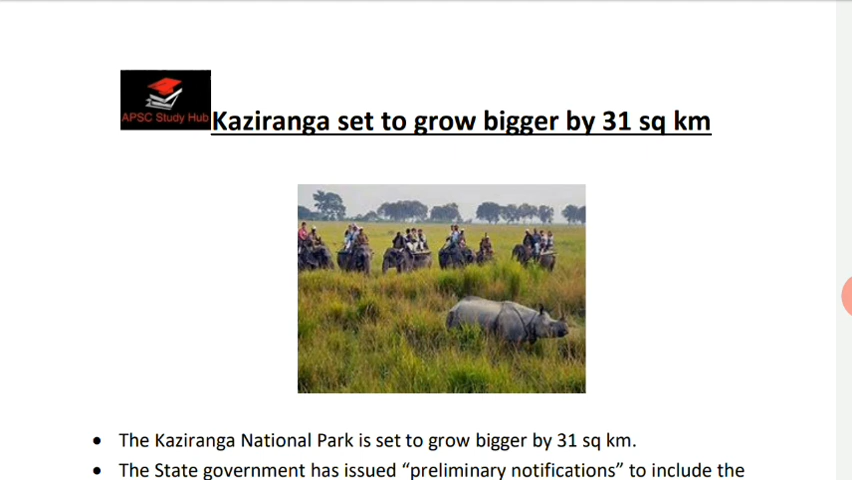 APSC Study Hub
Kaziranga set to grow bigger by 31 sq km
• The Kaziranga National Park is set to grow bigger by 31 sq km.
• The State government has issued “preliminary notifications” to include the